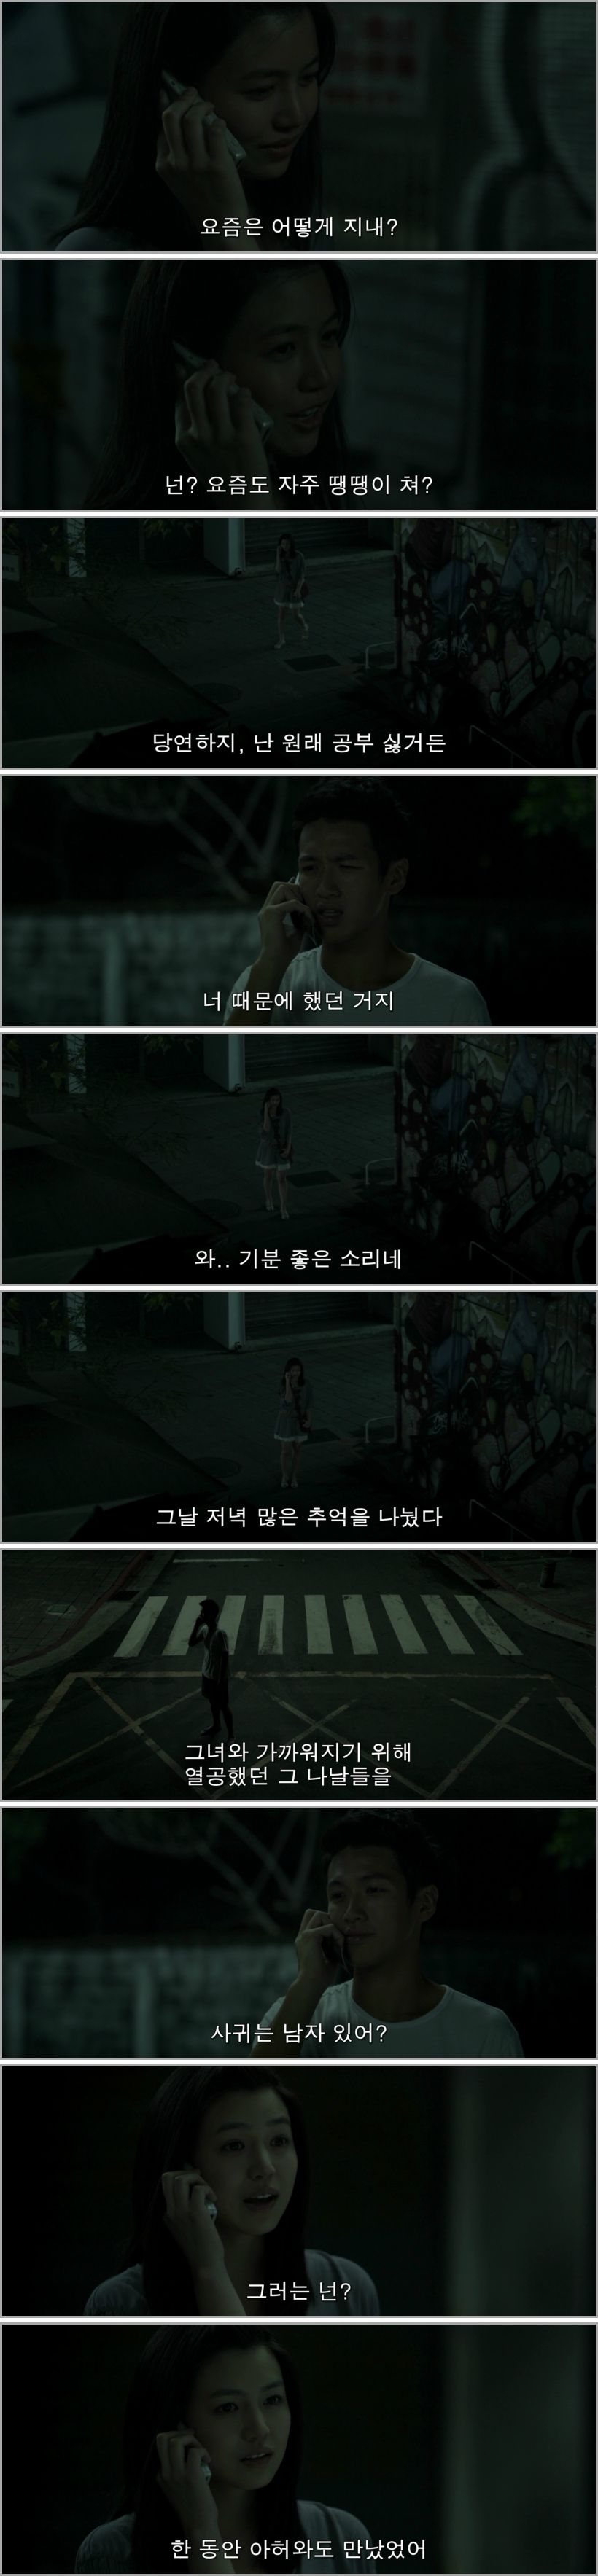 요즘은 어떻게 지내?
넌? 요즘도 자주 땡땡이 쳐?
당연하지, 난 원래 공부 싫거든
너 때문에 했던 거지
와.. 기분 좋은 소리네
그날 저녁 많은 추억을 나눴다
그녀와 가까워지기 위해
열공했던 그 나날들을
사귀는 남자 있어?
그러는 넌?
한 동안 아허와도 만났었어